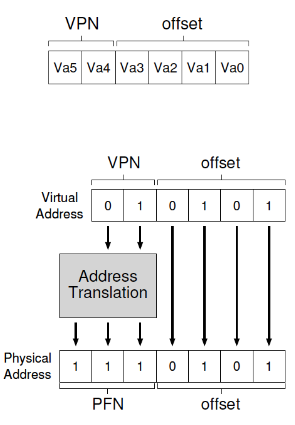 VPN offset
Va5 Va4 Va3 Va2 Va1 Va0
VPN offset
Virtual Address 0 1 0 1 0 1
Address
Translation
Physical Address 1 1 1 0 1 0 1
PFN offset